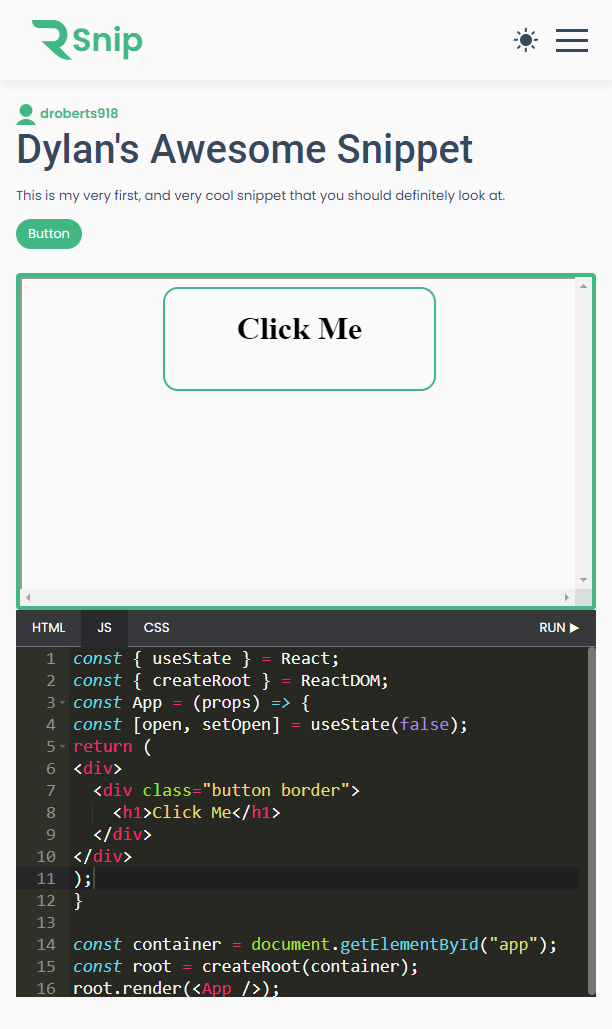 Snip
droberts918
Dylan's Awesome Snippet
This is my very first, and very cool snippet that you should definitely look at.
Button
Click Me
HTML JS CSS RUN
1 const { useState } = React;
2 const { createRoot } = ReactDOM;
3 const App = (props) => {
4 const [open, setOpen] = useState(false);
5 return (
6 <div>
7   <div class="button border">
8     <h1>Click Me</h1>
9   </div>
10 </div>
11 );
12 }
13
14 const container = document.getElementById("app");
15 const root = createRoot(container);
16 root.render(<App />);